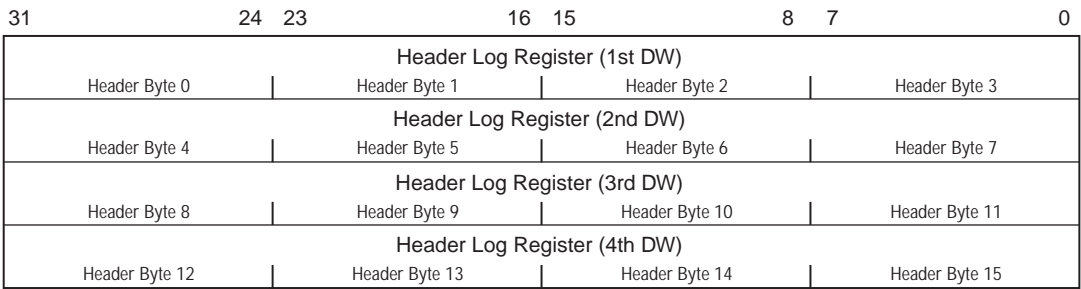 31 24 23 16 15 8 7 0
Header Log Register (1st DW)
Header Byte 0 Header Byte 1 Header Byte 2 Header Byte 3
Header Log Register (2nd DW)
Header Byte 4 Header Byte 5 Header Byte 6 Header Byte 7
Header Log Register (3rd DW)
Header Byte 8 Header Byte 9 Header Byte 10 Header Byte 11
Header Log Register (4th DW)
Header Byte 12 Header Byte 13 Header Byte 14 Header Byte 15